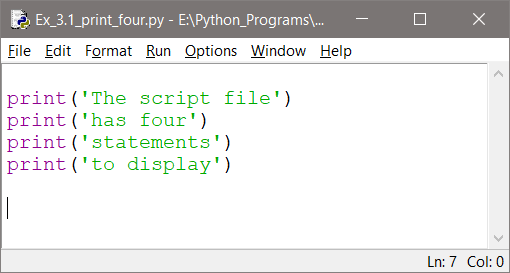 Ex_3.1_print_four.py - E:\Python_Programs\...
File Edit Format Run Options Window Help
print('The script file')
print('has four')
print('statements')
print('to display')
Ln: 7 Col: 0